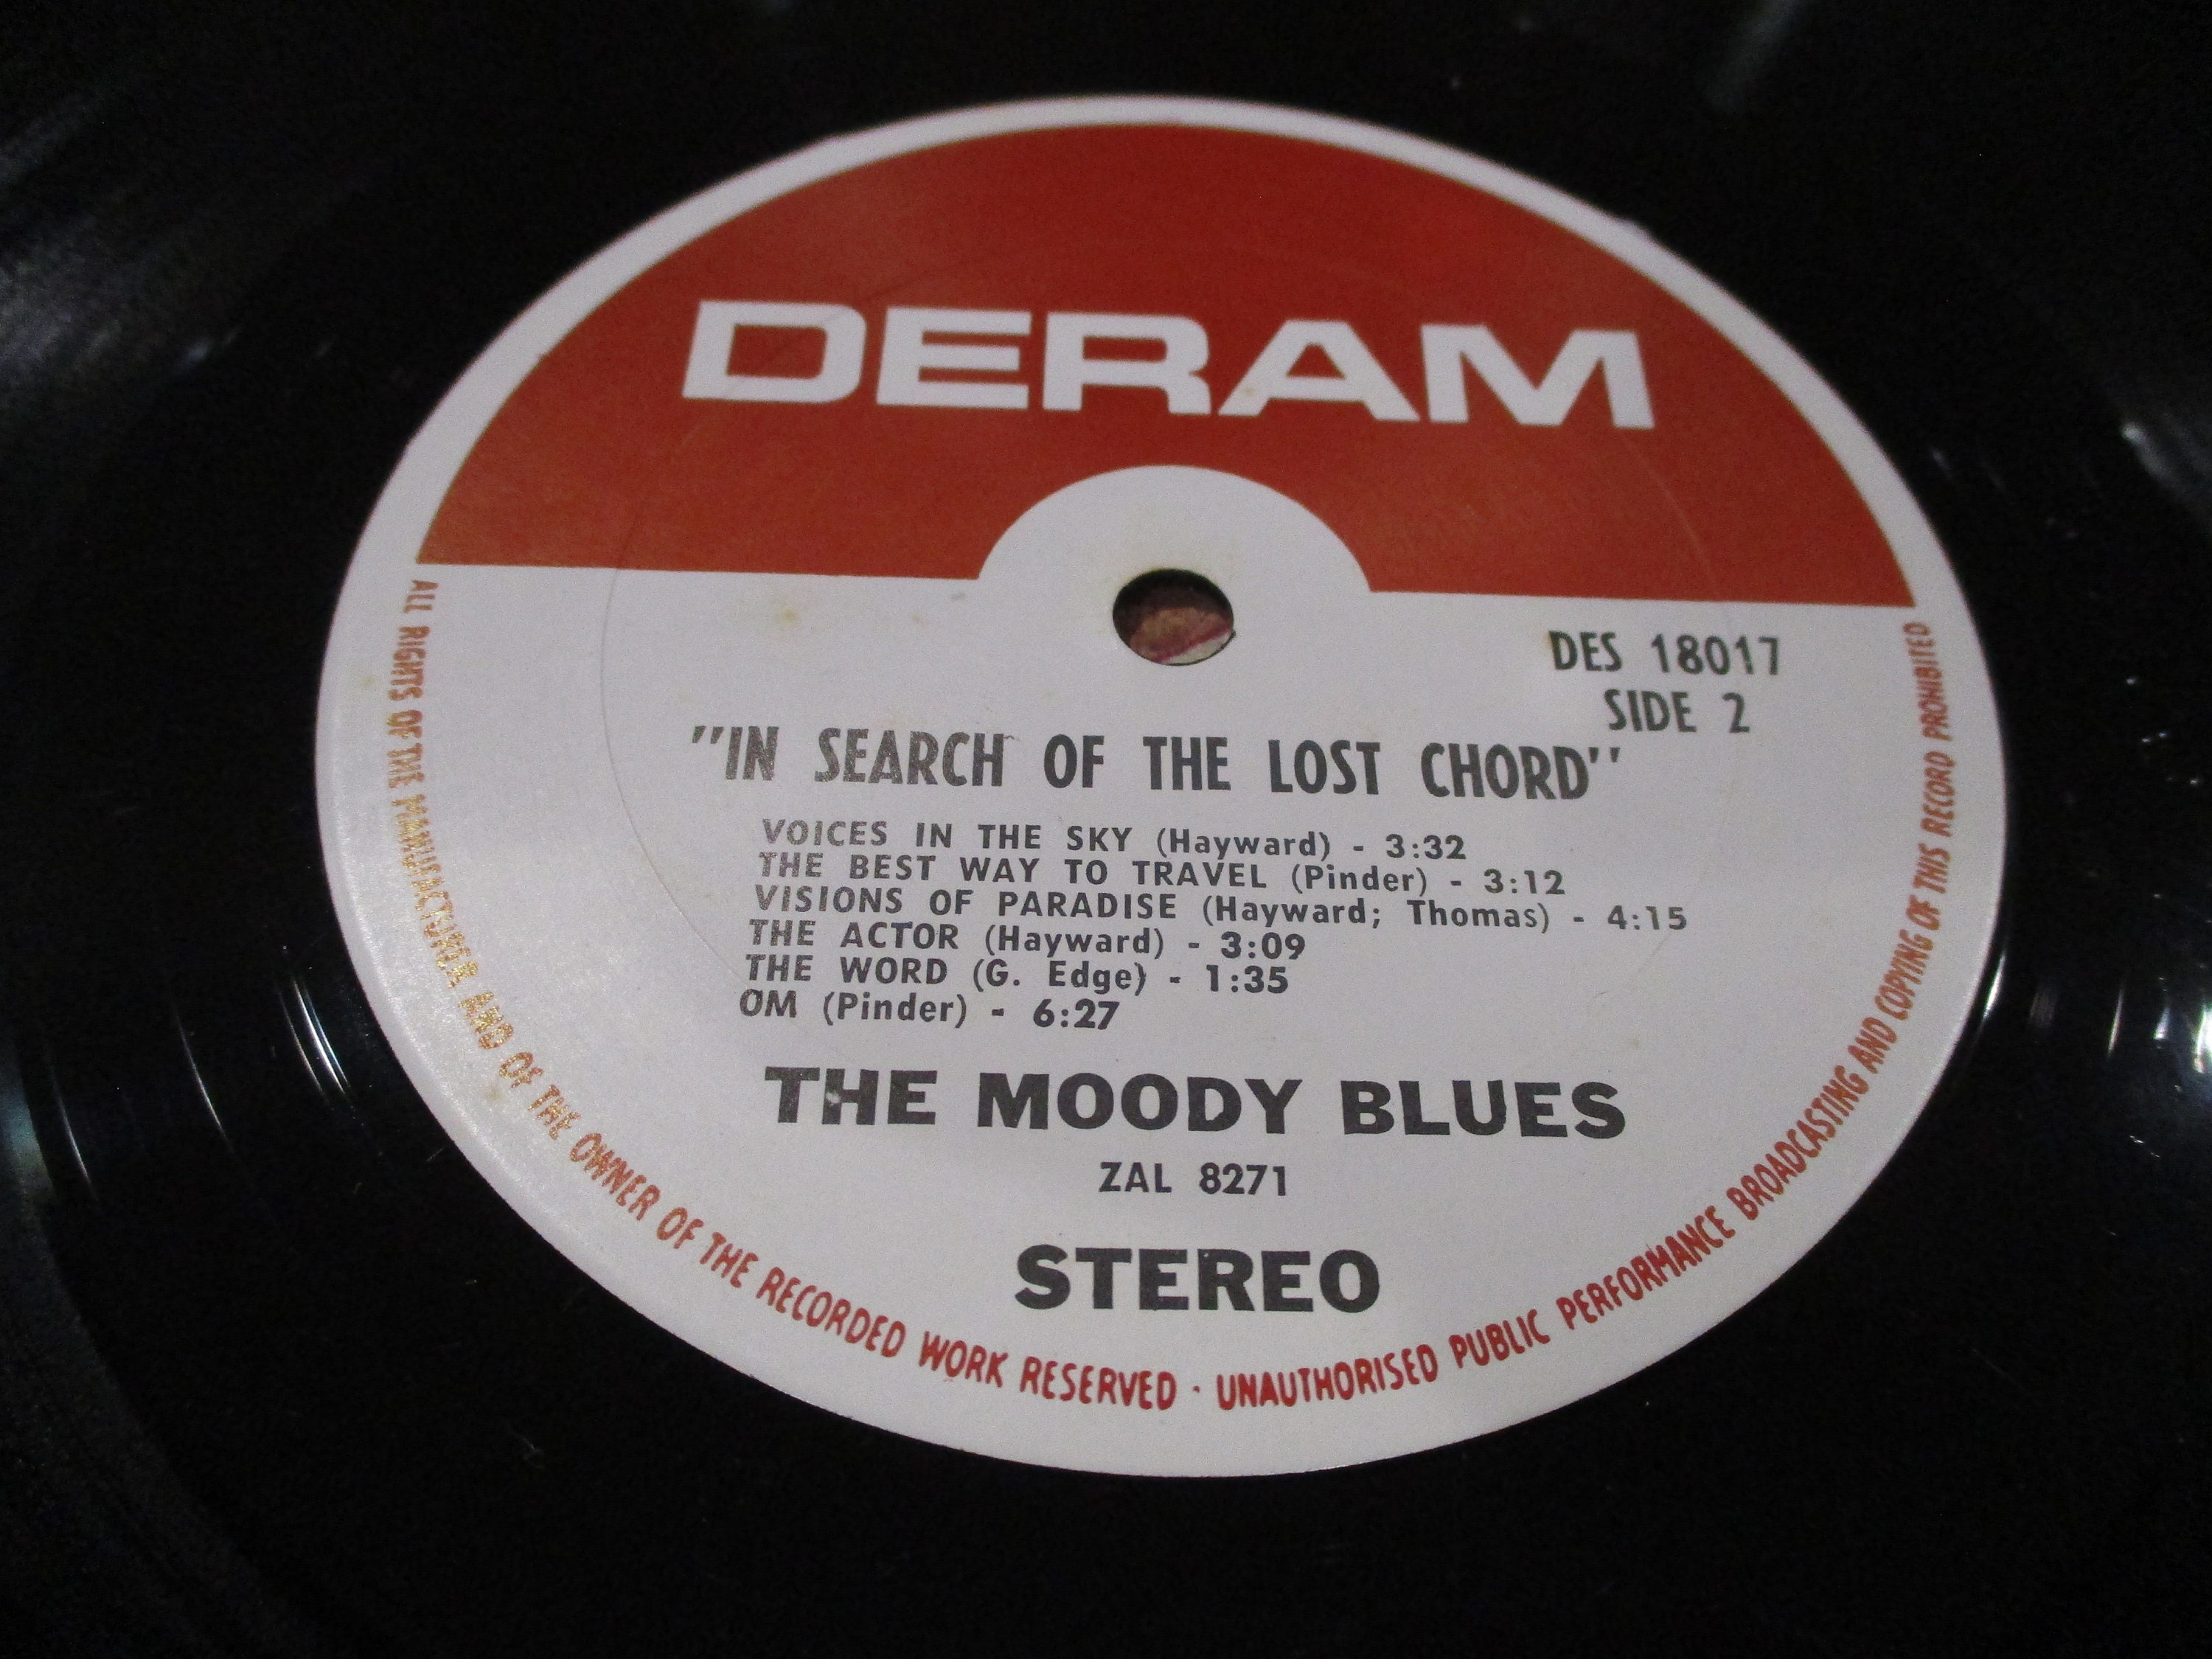 DERAM
DES 18017
SIDE 2
"IN SEARCH OF THE LOST CHORD"
VOICES IN THE SKY (Hayward) - 3:32
THE BEST WAY TO TRAVEL (Pinder) - 3:12
VISIONS OF PARADISE (Hayward; Thomas) - 4:15
THE ACTOR (Hayward) - 3:09
THE WORD (G. Edge) - 1:35
OM (Pinder) - 6:27
THE MOODY BLUES
ZAL 8271
STEREO
ALL RIGHTS OF THE MANUFACTURER AND OF THE OWNER OF THE RECORDED WORK RESERVED · UNAUTHORISED PUBLIC PERFORMANCE BROADCASTING AND COPYING OF THIS RECORD PROHIBITED